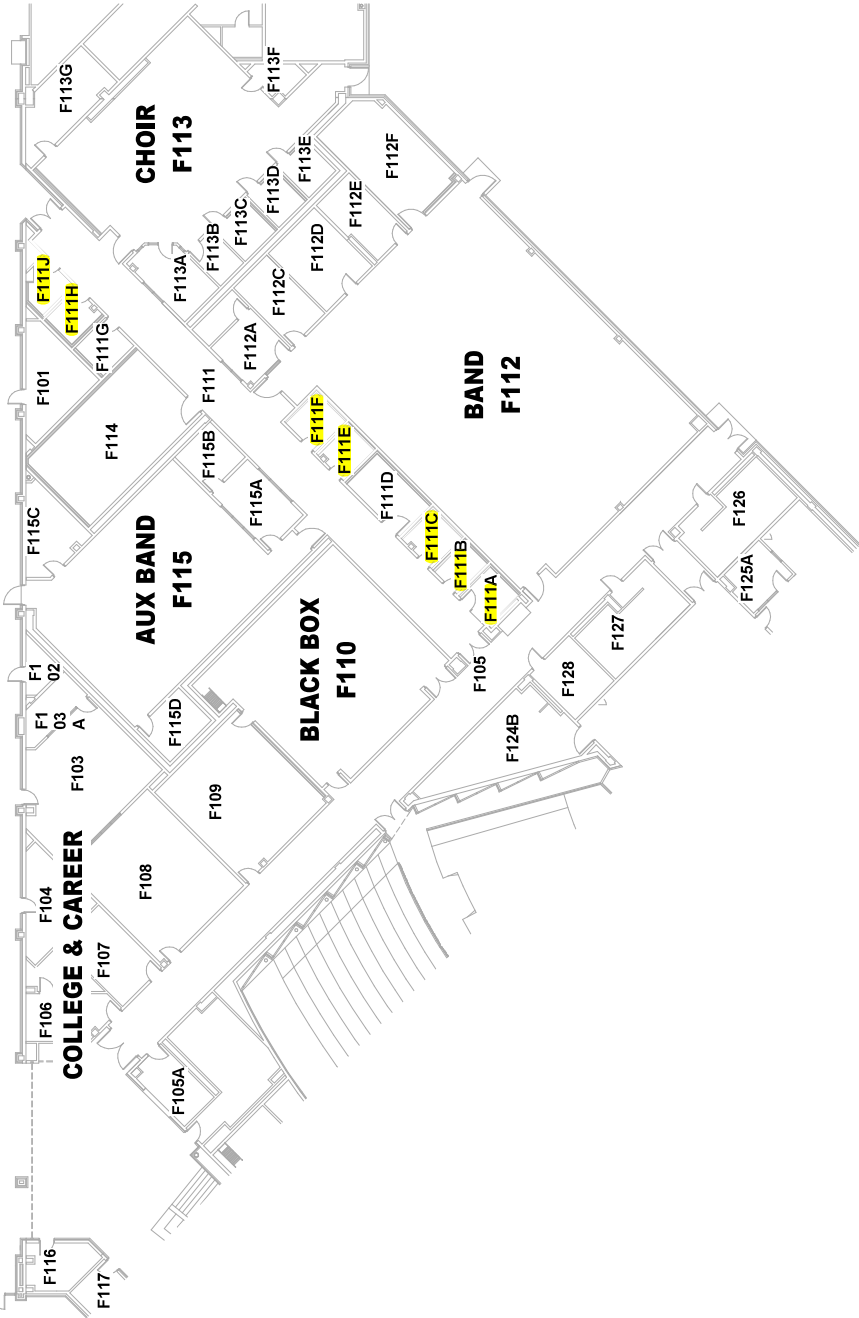 F113G
F113F
CHOIR
F113
F113E
F113D
F113C
F113B
F113A
F112F
F112E
F112D
F112C
F112A
F111J
F111H
F111G
F101
F111
F114
F115B
F115A
F115C
AUX BAND
F115
BAND
F112
F111F
F111E
F111D
F111C
F111B
F111A
F126
F125A
F127
F128
F105
F124B
BLACK BOX
F110
F115D
F1
02
F1
03
A
F103
F109
F108
F104
COLLEGE & CAREER
F107
F106
F105A
F116
F117